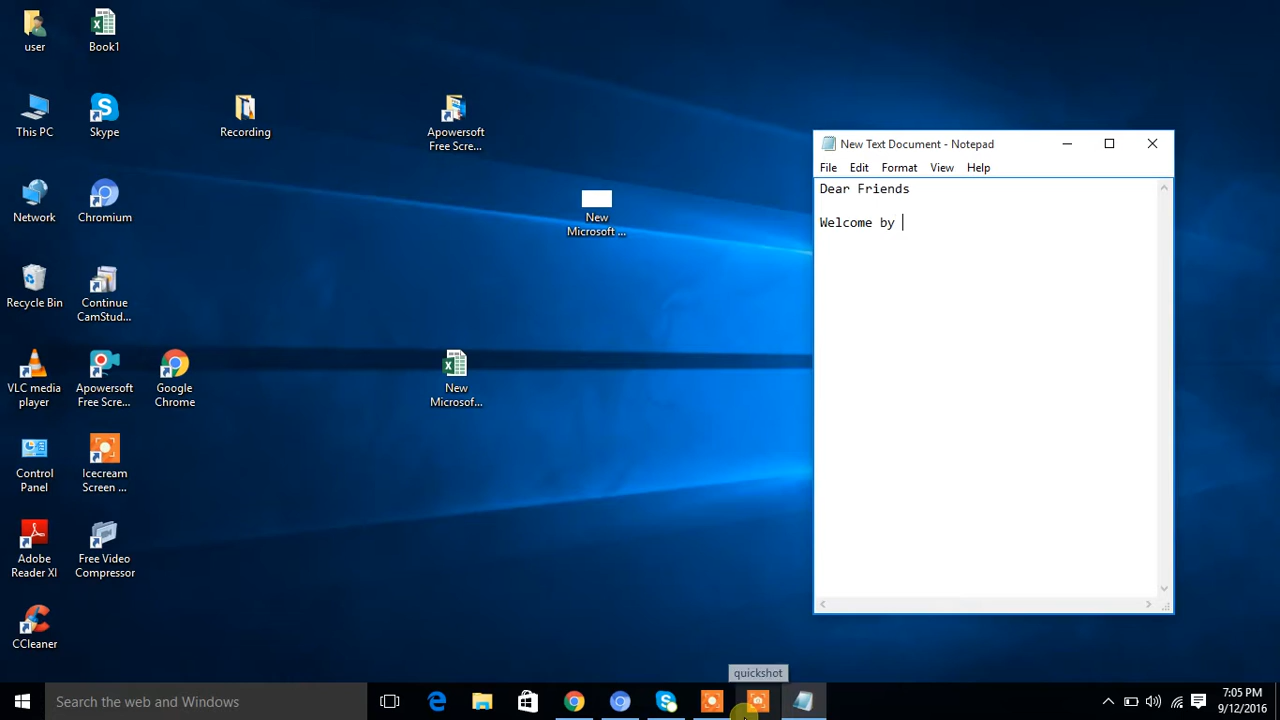 user
Book1
This PC
Skype
Recording
Apowersoft
Free Scre...
New Text Document - Notepad
File Edit Format View Help
Dear Friends
Welcome by
Network
Chromium
New
Microsoft ...
Recycle Bin
Continue
CamStud...
VLC media
player
Apowersoft
Free Scre...
Google
Chrome
New
Microsof...
Control
Panel
Icecream
Screen ...
Adobe
Reader XI
Free Video
Compressor
CCleaner
quickshot
Search the web and Windows
7:05 PM
9/12/2016